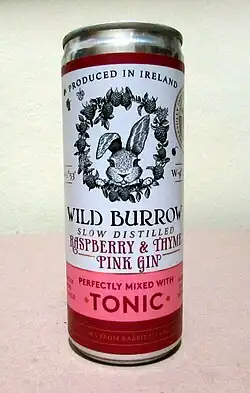 PRODUCED IN IRELAND
WILD BURROW
SLOW DISTILLED
RASPBERRY & THYME
PINK GIN
PERFECTLY MIXED WITH
TONIC